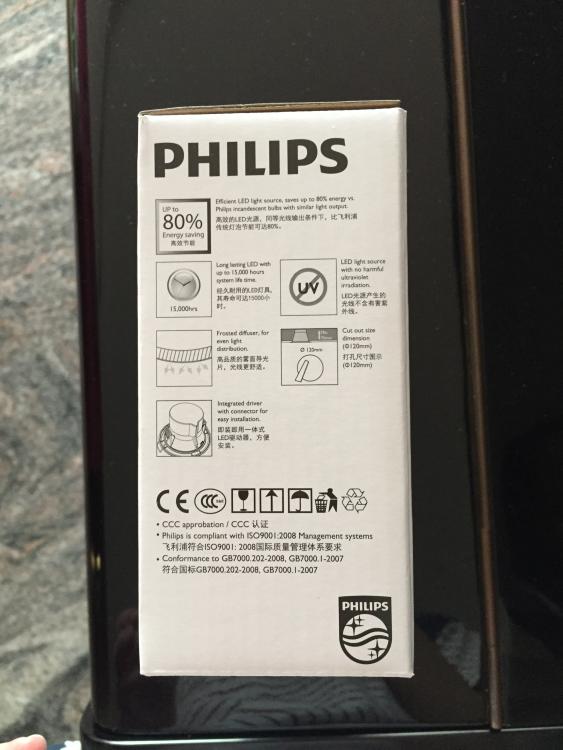 PHILIPS
UP to
80%
Energy saving
高效节能
Efficient LED light source, saves up to 80% energy vs.
Philips incandescent bulbs with similar light output.
高效的LED光源，同等光线输出条件下，比飞利浦
传统灯泡节能可达80%。
15,000hrs
Long lasting LED with
up to 15,000 hours
system life time.
经久耐用的LED灯具,
其寿命可达15000小
时。
UV
LED light source
with no harmful
ultraviolet
irradiation.
LED光源产生的
光线不含有害紫
外线。
Frosted diffuser, for
even light
distribution.
高品质的雾面导光
片，光线更舒适。
Ø 120mm
Cut out size
dimension
(Φ120mm)
打孔尺寸图示
(Φ120mm)
Integrated driver
with connector for
easy installation.
即装即用一体式
LED驱动器，方便
安装。
CE CCC
• CCC approbation / CCC 认证
• Philips is compliant with ISO9001:2008 Management systems
飞利浦符合ISO9001: 2008国际质量管理体系要求
• Conformance to GB7000.202-2008, GB7000.1-2007
符合国标GB7000.202-2008, GB7000.1-2007
PHILIPS